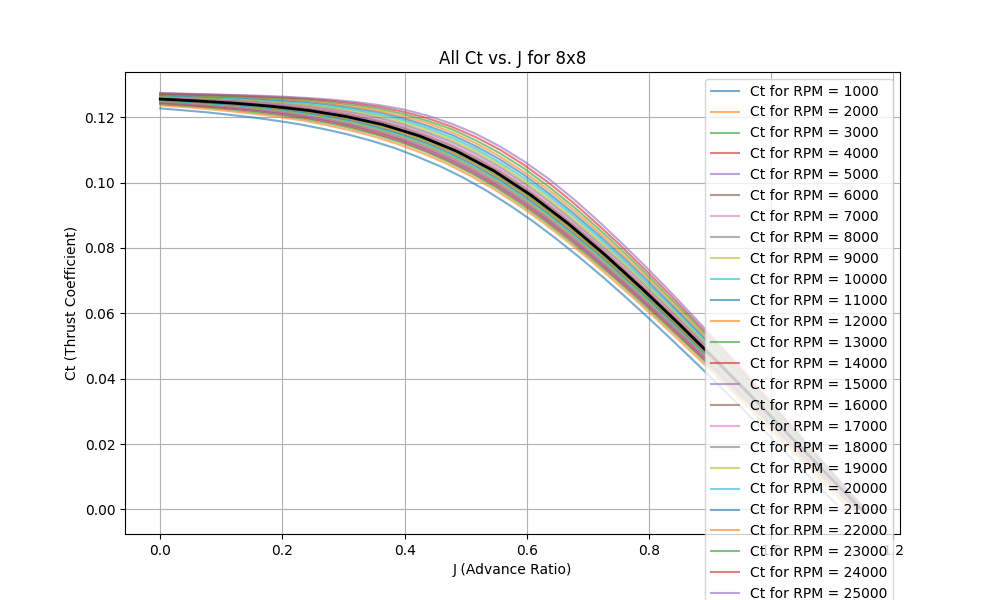 All Ct vs. J for 8x8
Ct (Thrust Coefficient)
0.12
0.10
0.08
0.06
0.04
0.02
0.00
0.0
0.2
0.4
0.6
0.8
1.0
1.2
J (Advance Ratio)
Ct for RPM = 1000
Ct for RPM = 2000
Ct for RPM = 3000
Ct for RPM = 4000
Ct for RPM = 5000
Ct for RPM = 6000
Ct for RPM = 7000
Ct for RPM = 8000
Ct for RPM = 9000
Ct for RPM = 10000
Ct for RPM = 11000
Ct for RPM = 12000
Ct for RPM = 13000
Ct for RPM = 14000
Ct for RPM = 15000
Ct for RPM = 16000
Ct for RPM = 17000
Ct for RPM = 18000
Ct for RPM = 19000
Ct for RPM = 20000
Ct for RPM = 21000
Ct for RPM = 22000
Ct for RPM = 23000
Ct for RPM = 24000
Ct for RPM = 25000